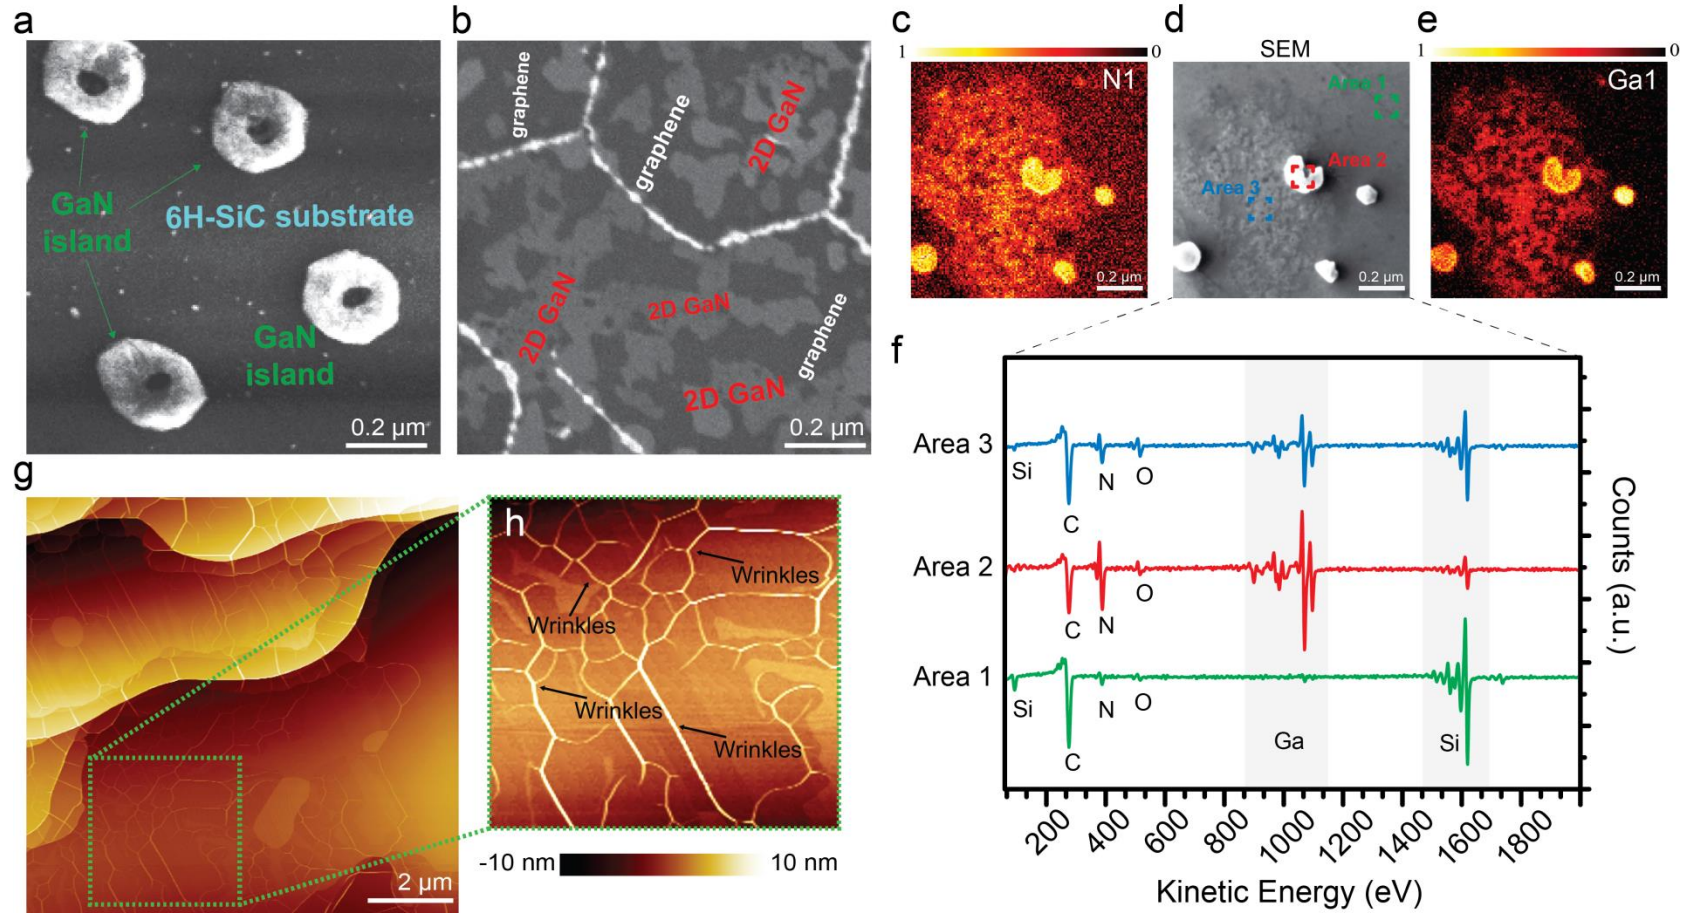 a
GaN
island
6H-SiC substrate
GaN
island
0.2 µm
b
graphene
graphene
2D GaN
2D GaN
2D GaN
graphene
2D GaN
0.2 µm
c
1
0
N1
0.2 µm
d
SEM
Area 1
Area 2
Area 3
0.2 µm
e
1
0
Ga1
0.2 µm
f
Area 3
Si
C
N
O
Area 2
C
N
O
Area 1
Si
C
N
O
Ga
Si
Counts (a.u.)
200
400
600
800
1000
1200
1400
1600
1800
Kinetic Energy (eV)
g
2 µm
h
Wrinkles
Wrinkles
Wrinkles
Wrinkles
-10 nm
10 nm